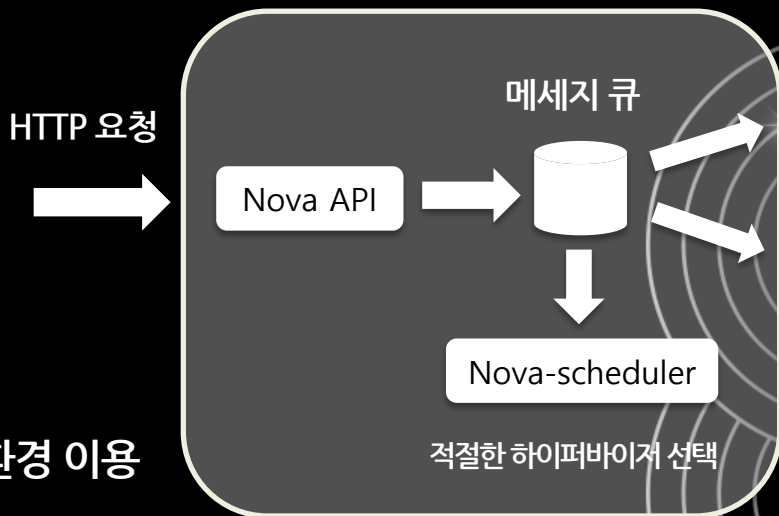 메세지 큐
HTTP 요청
Nova API
Nova-scheduler
환경 이용
적절한 하이퍼바이저 선택